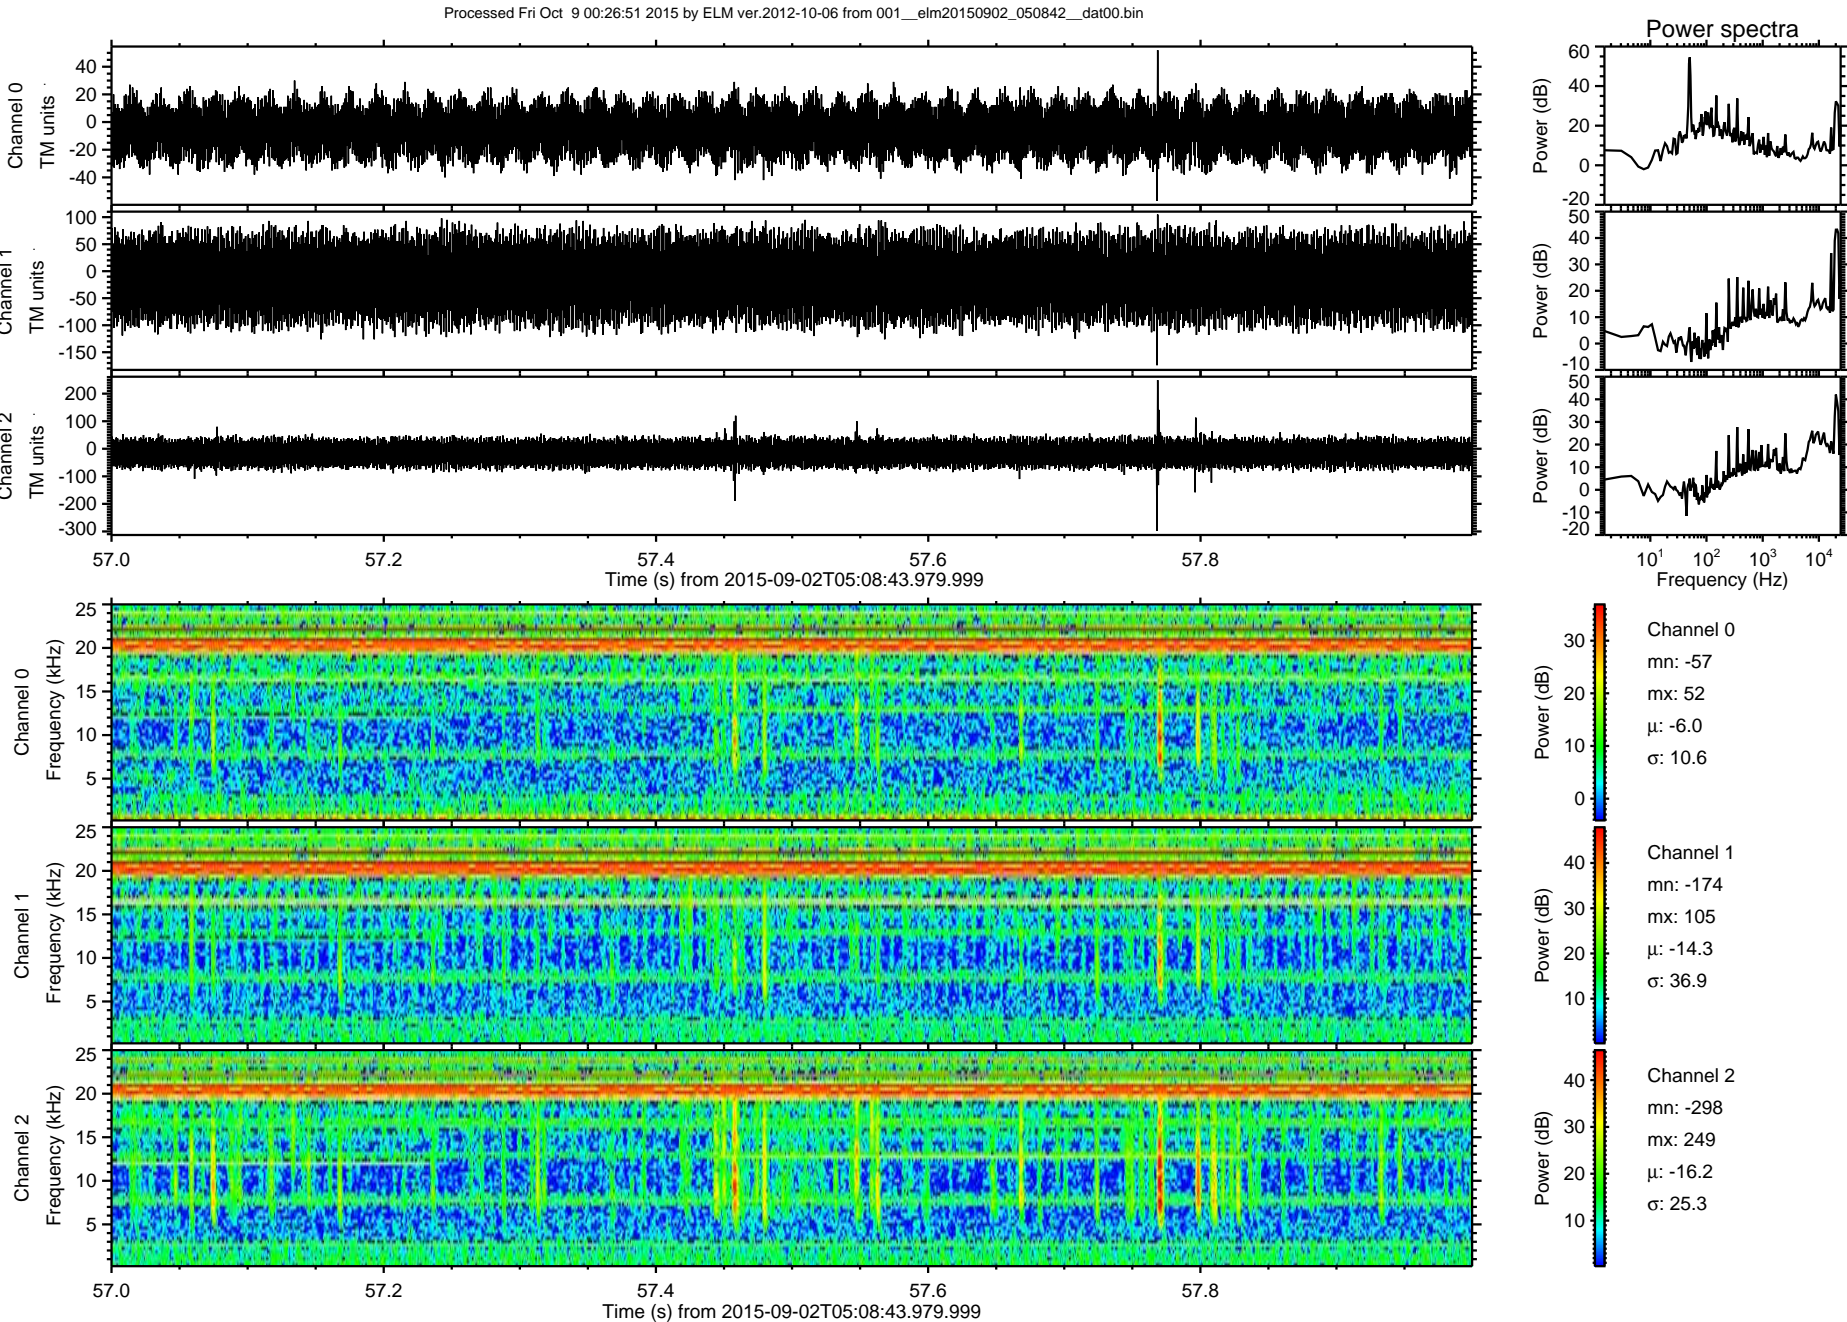 Processed Fri Oct  9 00:26:51 2015 by ELM ver.2012-10-06 from 001__elm20150902_050842__dat00.bin
Power spectra
Channel 0
TM units
40
20
0
-20
-40
Power (dB)
60
40
20
0
-20
Channel 1
TM units
100
50
0
-50
-100
-150
Power (dB)
50
40
30
20
10
0
-10
Channel 2
TM units
200
100
0
-100
-200
-300
Power (dB)
50
40
30
20
10
0
-10
-20
57.0 57.2 57.4 57.6 57.8
Time (s) from 2015-09-02T05:08:43.979.999
10^1 10^2 10^3 10^4
Frequency (Hz)
Channel 0
Frequency (kHz)
25
20
15
10
5
Power (dB)
30
20
10
0
Channel 0
mn: -57
mx: 52
μ: -6.0
σ: 10.6
Channel 1
Frequency (kHz)
25
20
15
10
5
Power (dB)
40
30
20
10
Channel 1
mn: -174
mx: 105
μ: -14.3
σ: 36.9
Channel 2
Frequency (kHz)
25
20
15
10
5
Power (dB)
40
30
20
10
Channel 2
mn: -298
mx: 249
μ: -16.2
σ: 25.3
57.0 57.2 57.4 57.6 57.8
Time (s) from 2015-09-02T05:08:43.979.999